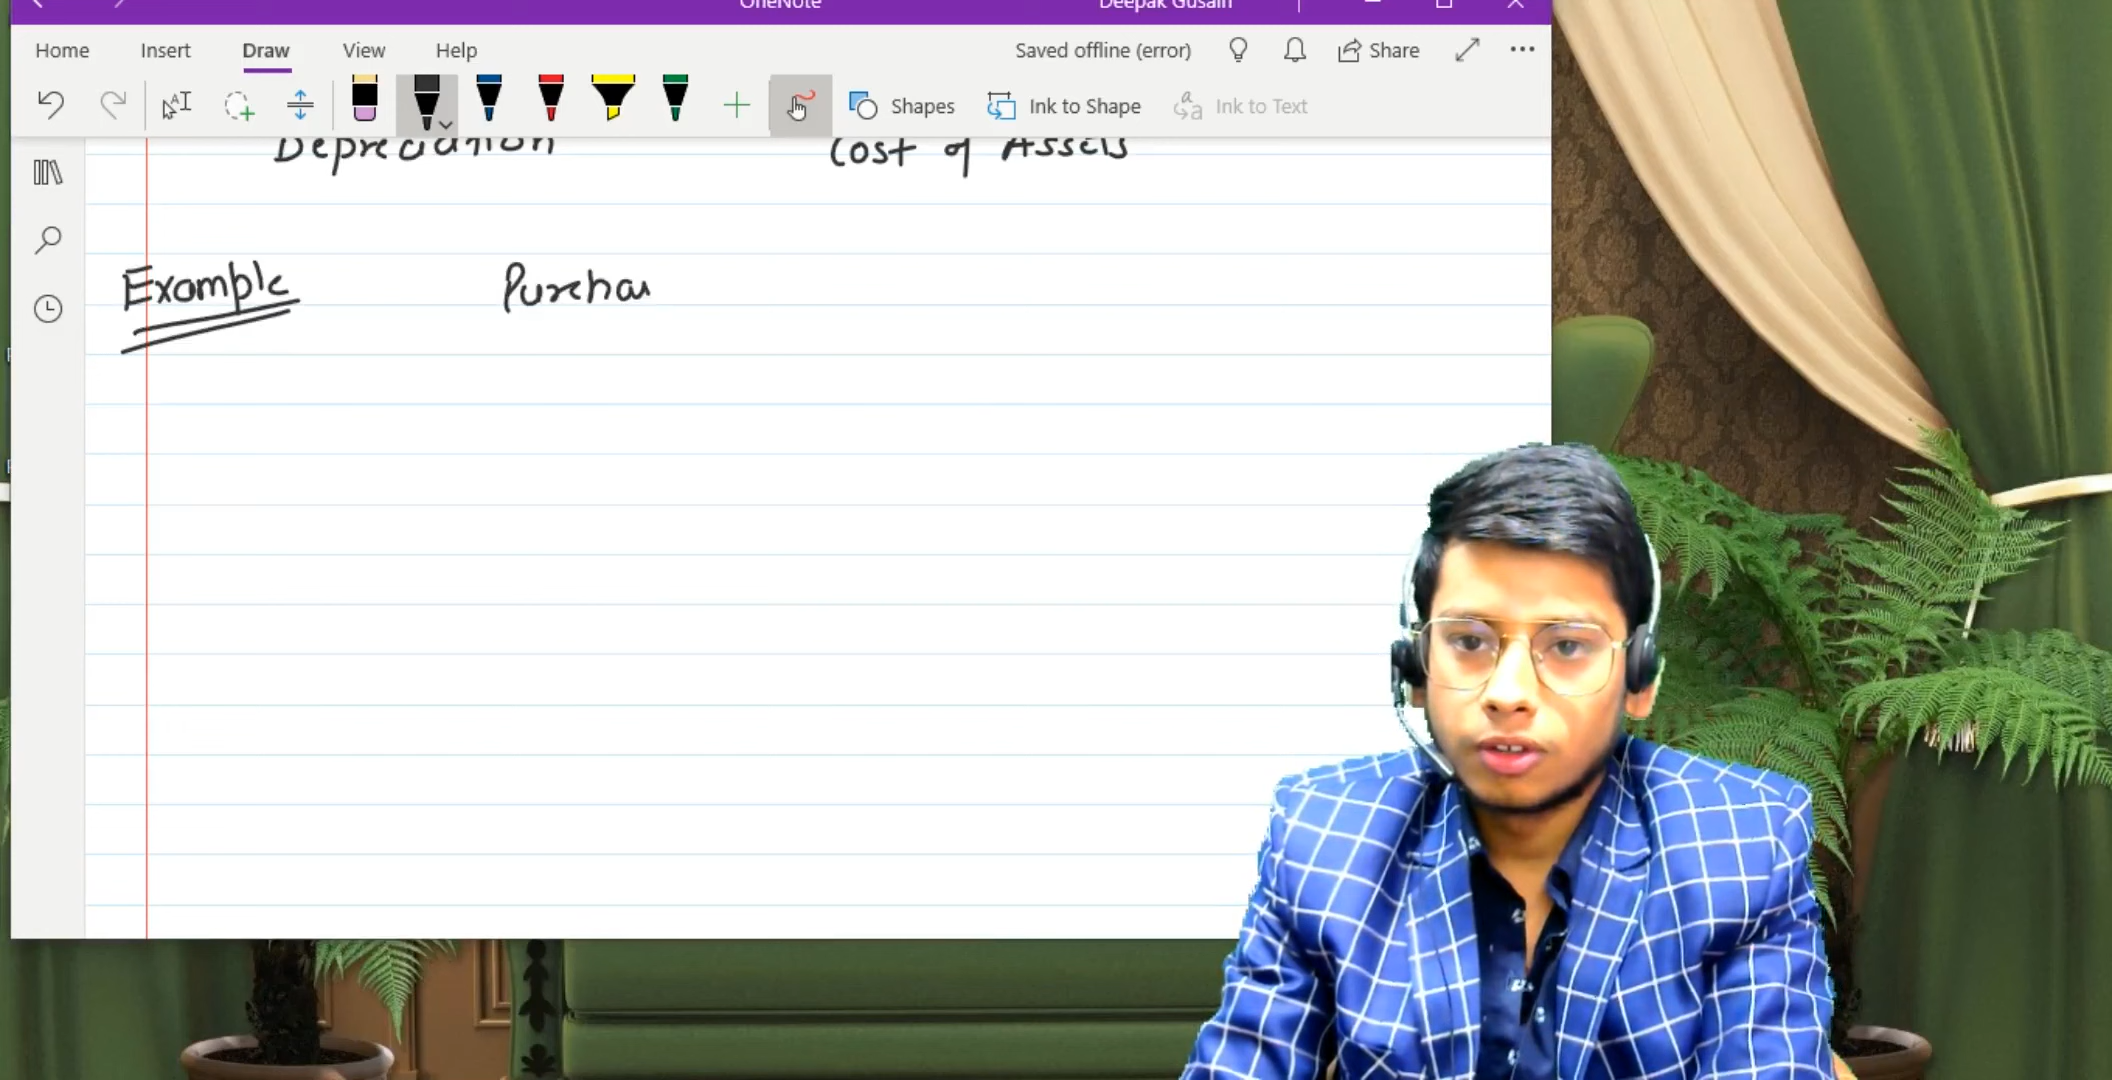 OneNote
Deepak Gusain
Home Insert Draw View Help
Saved offline (error) Share
Shapes Ink to Shape Ink to Text
Depreciation Cost of Assets
Example Purchas